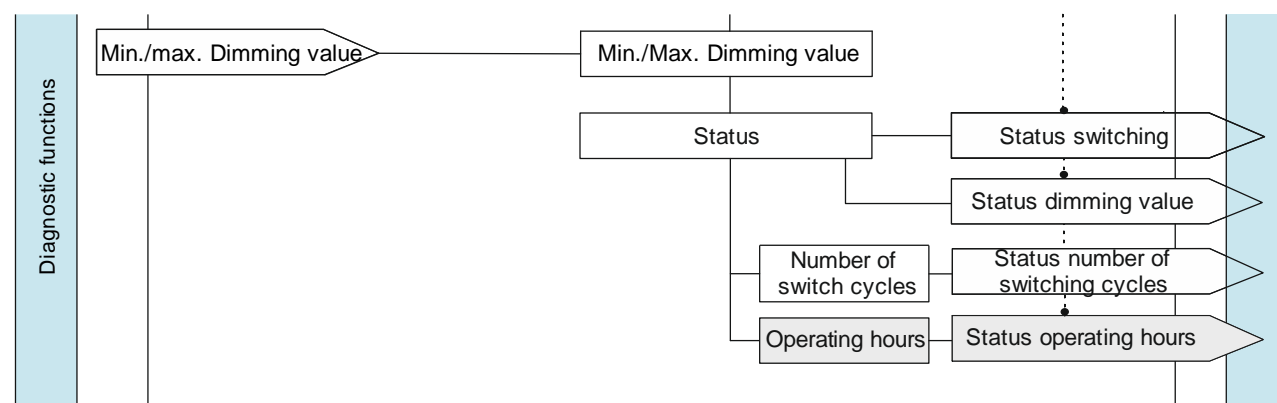 Diagnostic functions
Min./max. Dimming value
Min./Max. Dimming value
Status
Status switching
Status dimming value
Number of
switch cycles
Status number of
switching cycles
Operating hours
Status operating hours